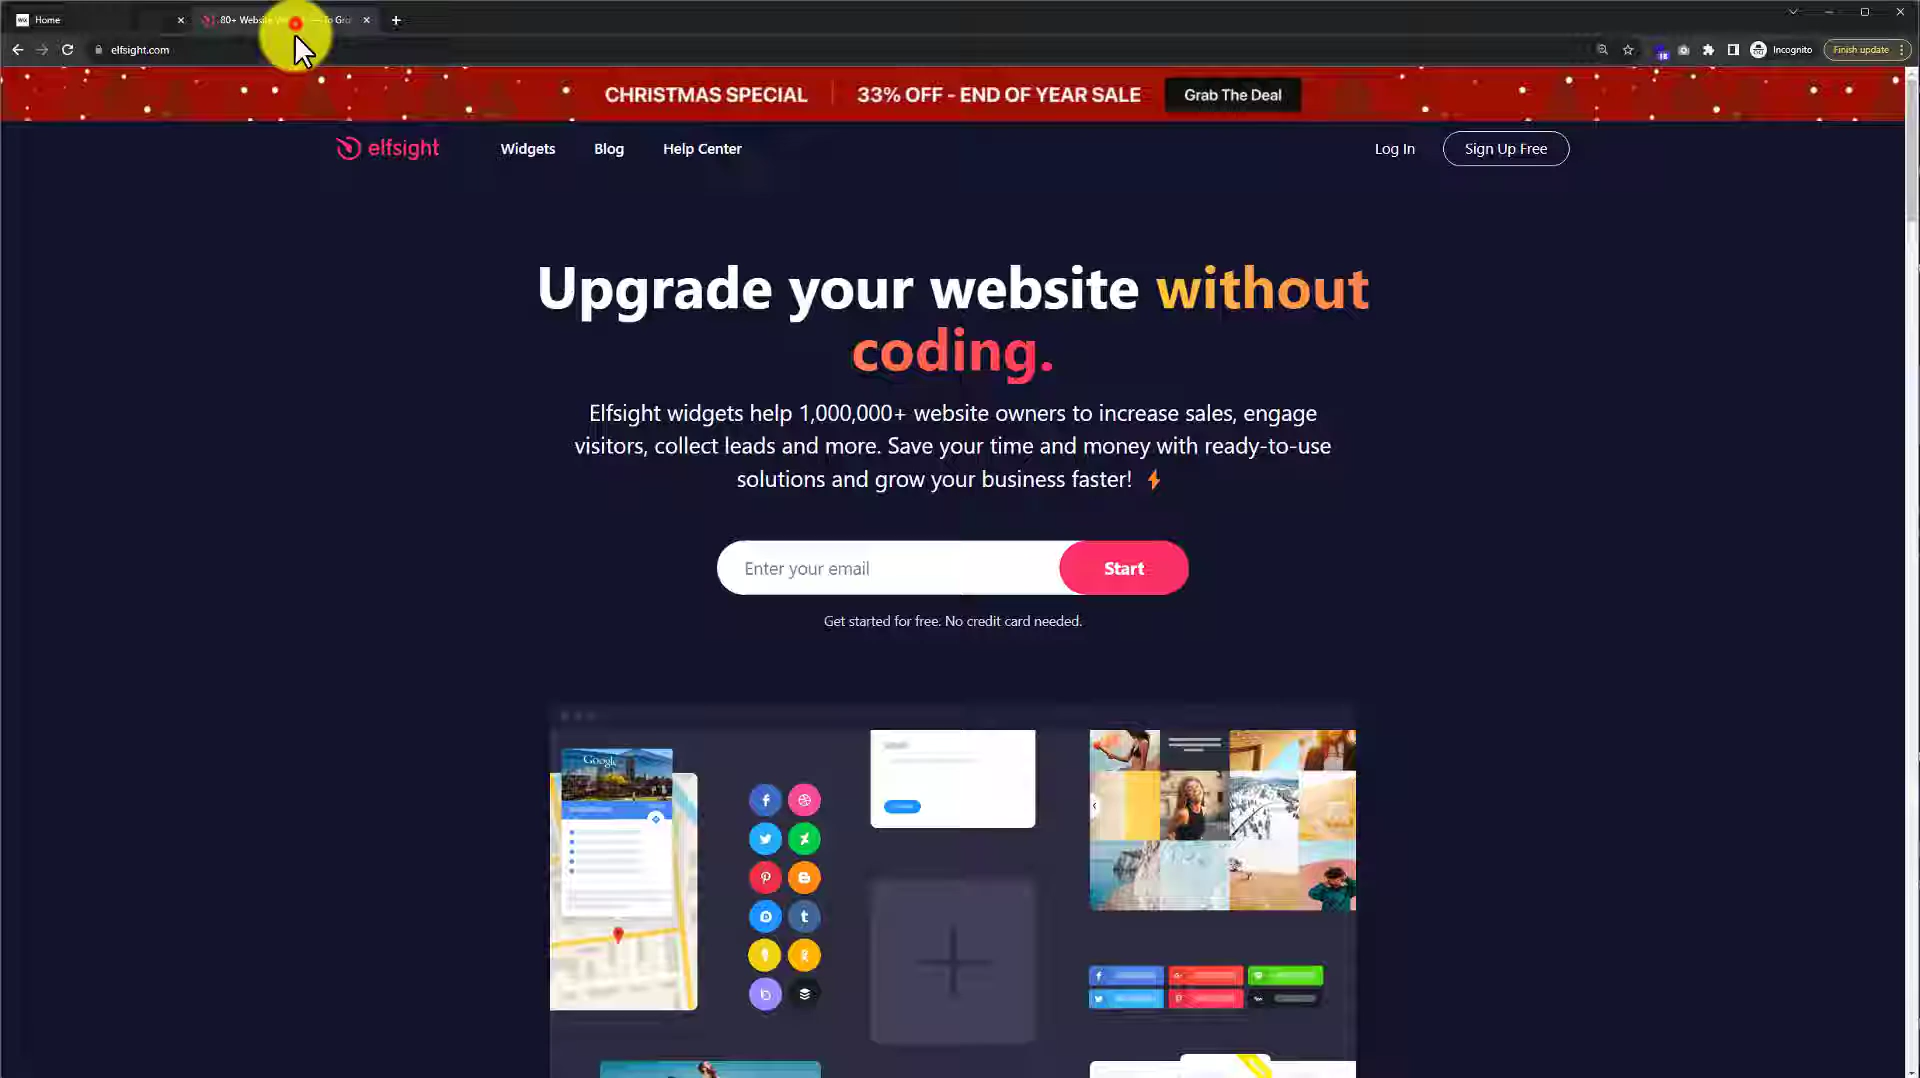 Home
80+ Website
To Gro
elfsight.com
Incognito
Finish update
CHRISTMAS SPECIAL
33% OFF - END OF YEAR SALE
Grab The Deal
elfsight
Widgets
Blog
Help Center
Log In
Sign Up Free
Upgrade your website without
coding.
Elfsight widgets help 1,000,000+ website owners to increase sales, engage
visitors, collect leads and more. Save your time and money with ready-to-use
solutions and grow your business faster!
Enter your email
Start
Get started for free. No credit card needed.
Google